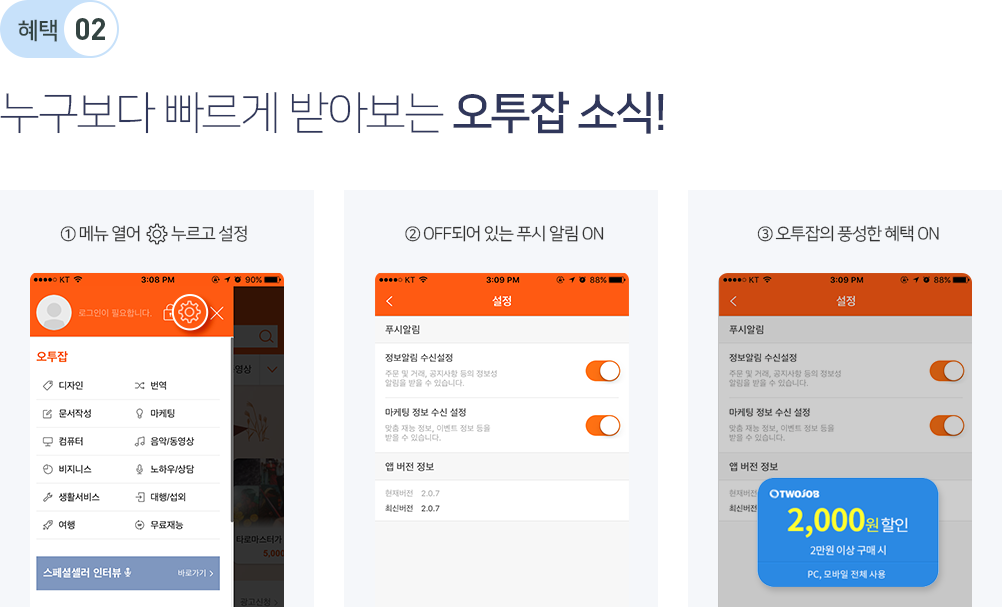 혜택 02
누구보다 빠르게 받아보는 오투잡 소식!
① 메뉴 열어 누르고 설정
KT 3:08 PM 90%
로그인이 필요합니다.
오투잡
디자인 번역
문서작성 마케팅
컴퓨터 음악/동영상
비지니스 노하우/상담
생활서비스 대행/섭외
여행 무료재능
스페셜셀러 인터뷰 바로가기 >
영상
타로마스터가
5,000
광고신청 >
② OFF되어 있는 푸시 알림 ON
KT 3:09 PM 88%
설정
푸시알림
정보알림 수신설정
주문 및 거래, 공지사항 등의 정보성
알림을 받을 수 있습니다.
마케팅 정보 수신 설정
맞춤 재능 정보, 이벤트 정보 등을
받을 수 있습니다.
앱 버전 정보
현재버전 2.0.7
최신버전 2.0.7
③ 오투잡의 풍성한 혜택 ON
KT 3:09 PM 88%
설정
푸시알림
정보알림 수신설정
주문 및 거래, 공지사항 등의 정보성
알림을 받을 수 있습니다.
마케팅 정보 수신 설정
맞춤 재능 정보, 이벤트 정보 등을
받을 수 있습니다.
앱 버전 정보
현재버전
최신버전
OTWOJOB
2,000원 할인
2만원 이상 구매 시
PC, 모바일 전체 사용